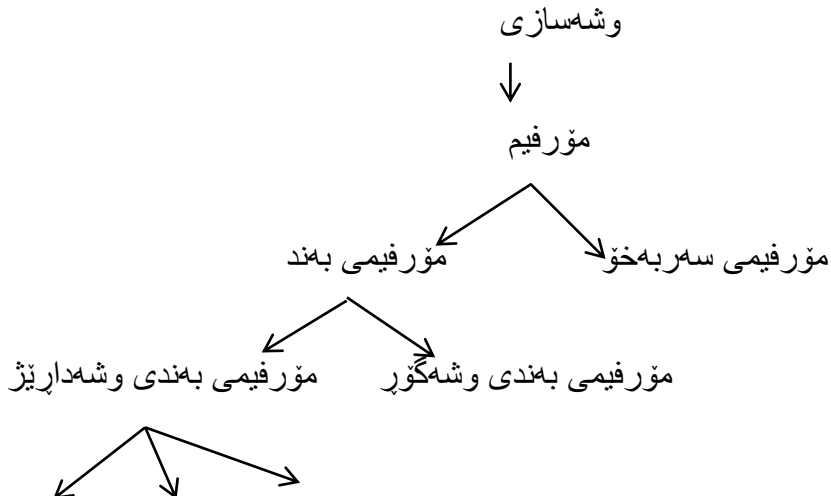 وشەسازی
مۆرفیم
مۆرفیمی سەربەخۆ
مۆرفیمی بەند
مۆرفیمی بەندی وشەگۆڕ
مۆرفیمی بەندی وشەداڕێژ